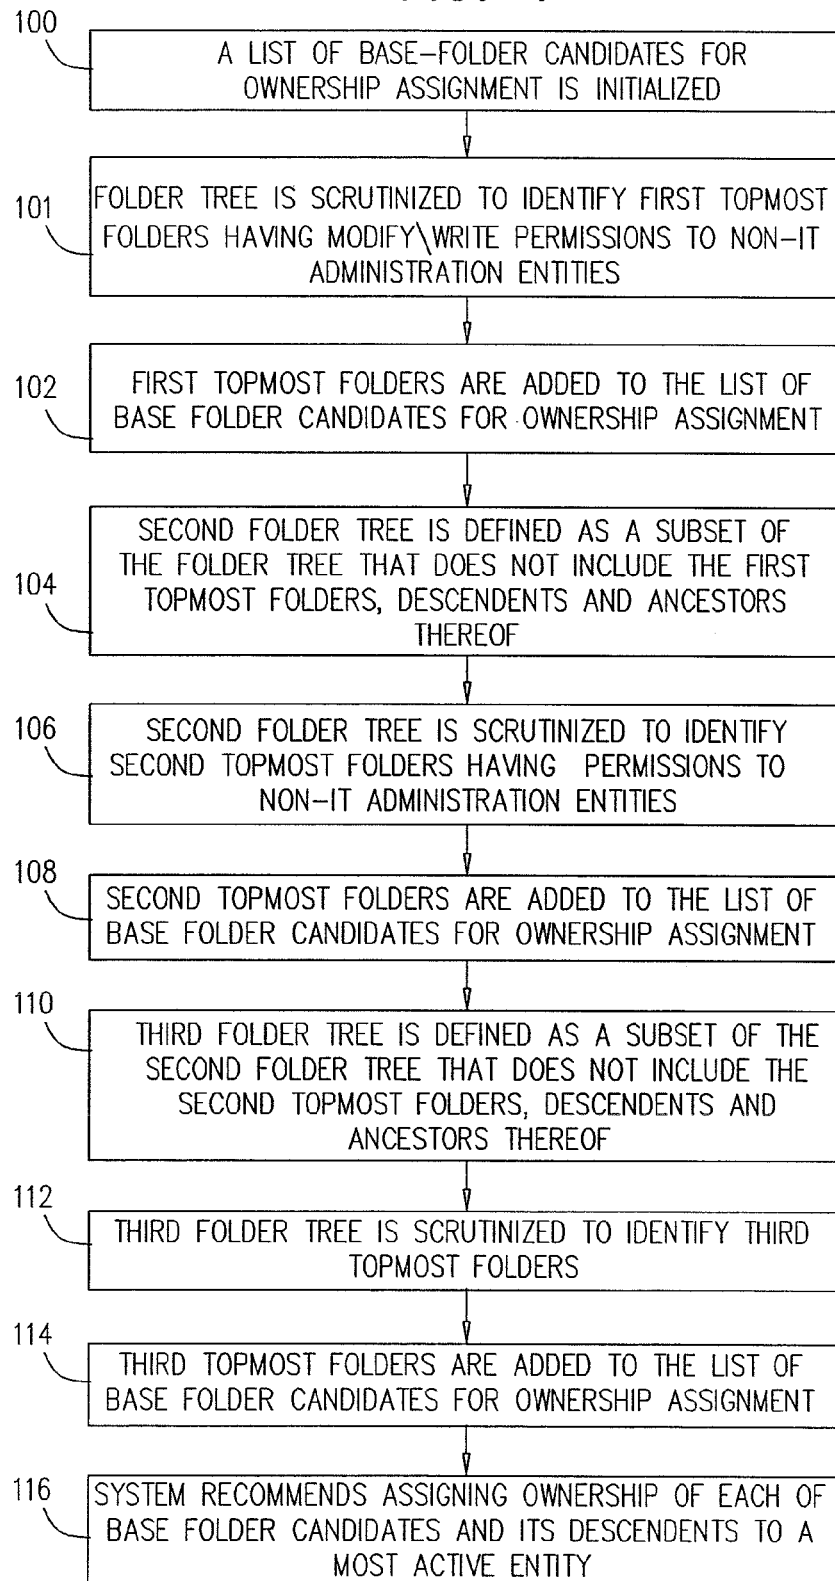 100
A LIST OF BASE-FOLDER CANDIDATES FOR
OWNERSHIP ASSIGNMENT IS INITIALIZED
101
FOLDER TREE IS SCRUTINIZED TO IDENTIFY FIRST TOPMOST
FOLDERS HAVING MODIFY\WRITE PERMISSIONS TO NON-IT
ADMINISTRATION ENTITIES
102
FIRST TOPMOST FOLDERS ARE ADDED TO THE LIST OF
BASE FOLDER CANDIDATES FOR OWNERSHIP ASSIGNMENT
104
SECOND FOLDER TREE IS DEFINED AS A SUBSET OF
THE FOLDER TREE THAT DOES NOT INCLUDE THE FIRST
TOPMOST FOLDERS, DESCENDENTS AND ANCESTORS
THEREOF
106
SECOND FOLDER TREE IS SCRUTINIZED TO IDENTIFY
SECOND TOPMOST FOLDERS HAVING PERMISSIONS TO
NON-IT ADMINISTRATION ENTITIES
108
SECOND TOPMOST FOLDERS ARE ADDED TO THE LIST OF
BASE FOLDER CANDIDATES FOR OWNERSHIP ASSIGNMENT
110
THIRD FOLDER TREE IS DEFINED AS A SUBSET OF THE
SECOND FOLDER TREE THAT DOES NOT INCLUDE THE
SECOND TOPMOST FOLDERS, DESCENDENTS AND
ANCESTORS THEREOF
112
THIRD FOLDER TREE IS SCRUTINIZED TO IDENTIFY THIRD
TOPMOST FOLDERS
114
THIRD TOPMOST FOLDERS ARE ADDED TO THE LIST OF
BASE FOLDER CANDIDATES FOR OWNERSHIP ASSIGNMENT
116
SYSTEM RECOMMENDS ASSIGNING OWNERSHIP OF EACH OF
BASE FOLDER CANDIDATES AND ITS DESCENDENTS TO A
MOST ACTIVE ENTITY